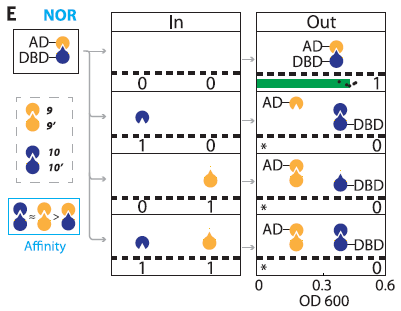 E NOR In Out
AD
DBD
AD
DBD
0 0 1
9
9'
AD
DBD
1 0 * 0
10
10'
AD
DBD
0 1 * 0
≈ >
Affinity
AD
DBD
1 1 * 0
0 0.3 0.6
OD 600